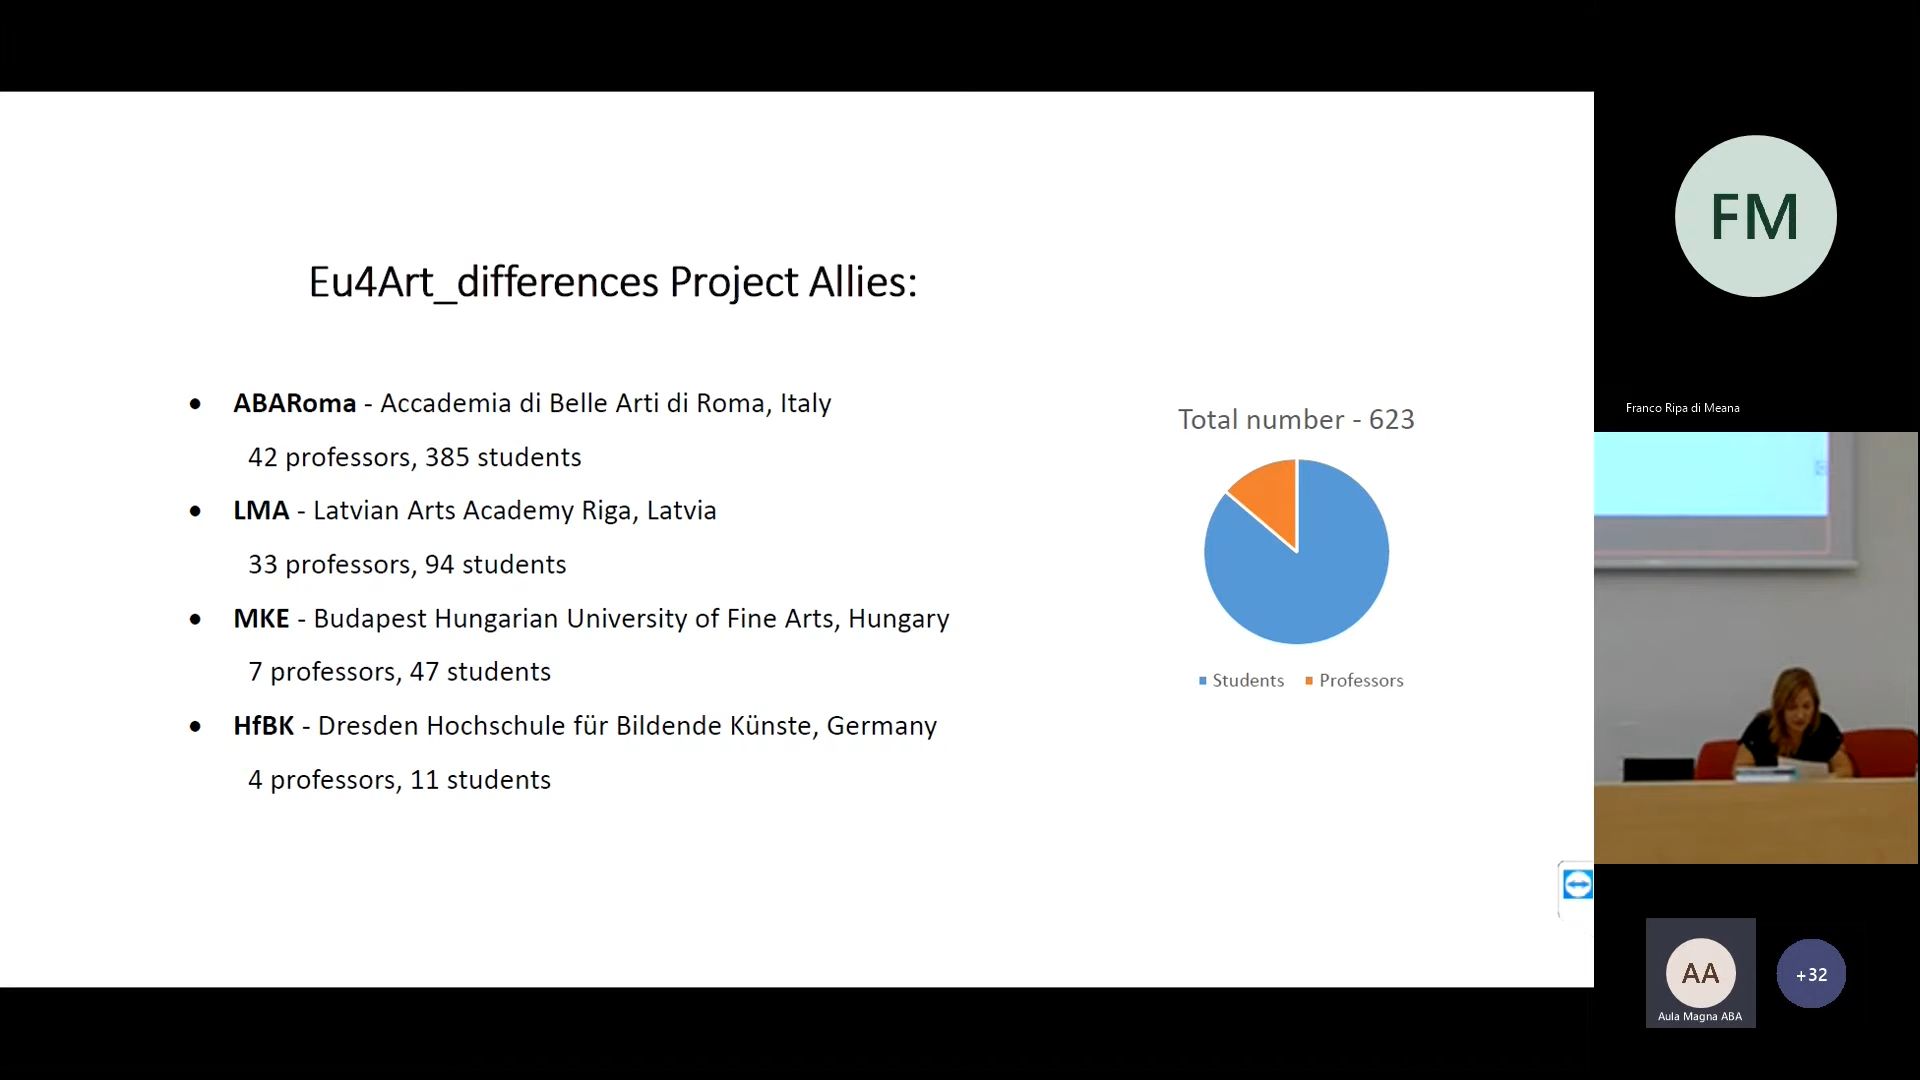 Eu4Art_differences Project Allies:
• ABARoma - Accademia di Belle Arti di Roma, Italy
42 professors, 385 students
• LMA - Latvian Arts Academy Riga, Latvia
33 professors, 94 students
• MKE - Budapest Hungarian University of Fine Arts, Hungary
7 professors, 47 students
• HfBK - Dresden Hochschule für Bildende Künste, Germany
4 professors, 11 students
Total number - 623
Students Professors
FM
Franco Ripa di Meana
AA
Aula Magna ABA
+32